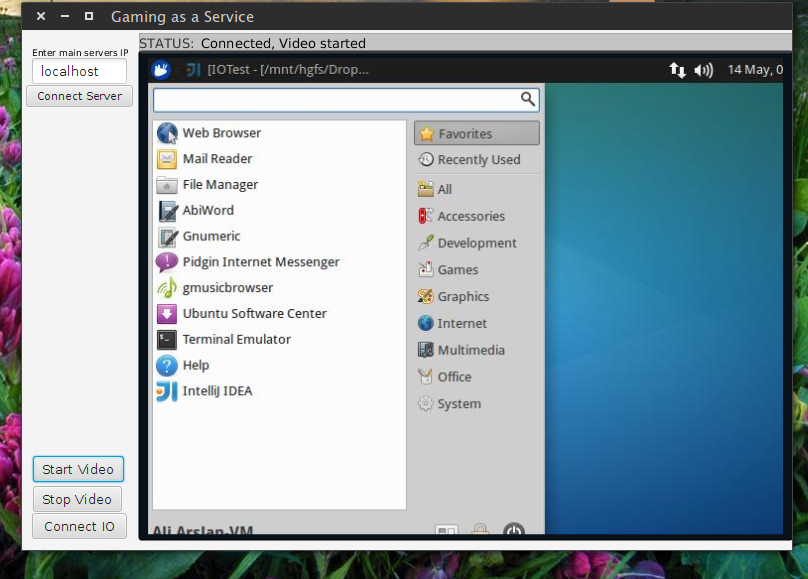 Gaming as a Service
Enter main servers IP
localhost
Connect Server
STATUS: Connected, Video started
[IOTest - [/mnt/hgfs/Drop...
14 May, 0
Web Browser
Mail Reader
File Manager
AbiWord
Gnumeric
Pidgin Internet Messenger
gmusicbrowser
Ubuntu Software Center
Terminal Emulator
Help
IntelliJ IDEA
Favorites
Recently Used
All
Accessories
Development
Games
Graphics
Internet
Multimedia
Office
System
Ali Arslan-VM
Start Video
Stop Video
Connect IO